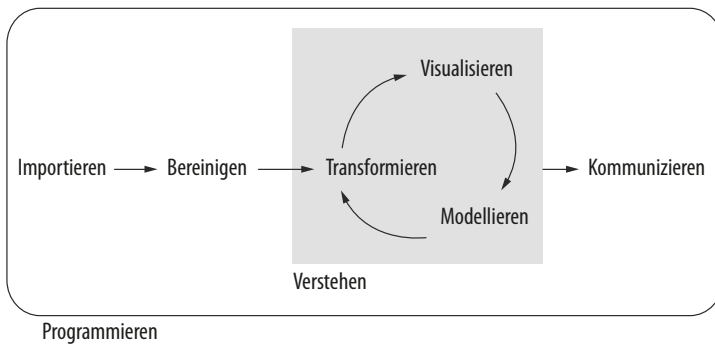 Visualisieren
Importieren
Bereinigen
Transformieren
Kommunizieren
Modellieren
Verstehen
Programmieren